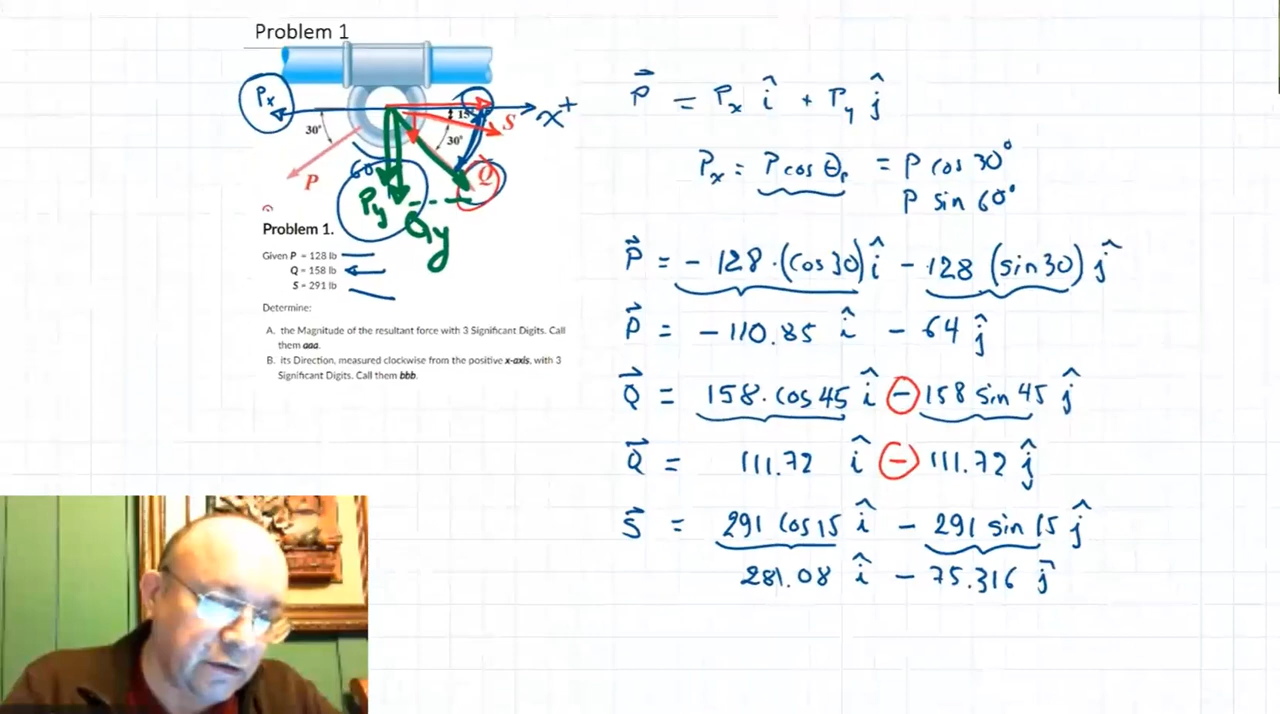 Problem 1
Px
x+
15
30°
30°
S
P
60
Q
Py
Qy
Problem 1.
Given P = 128 lb
Q = 158 lb
S = 291 lb
Determine:
A. the Magnitude of the resultant force with 3 Significant Digits. Call
them aaa.
B. its Direction, measured clockwise from the positive x-axis, with 3
Significant Digits. Call them bbb.
P⃗ = Px î + Py ĵ
Px = P cos θp = P cos 30°
P sin 60°
P⃗ = - 128 · (cos 30) î - 128 (sin 30) ĵ
P⃗ = - 110.85 î - 64 ĵ
Q⃗ = 158 · cos 45 î - 158 sin 45 ĵ
Q⃗ = 111.72 î - 111.72 ĵ
S⃗ = 291 cos 15 î - 291 sin 15 ĵ
281.08 î - 75.316 ĵ